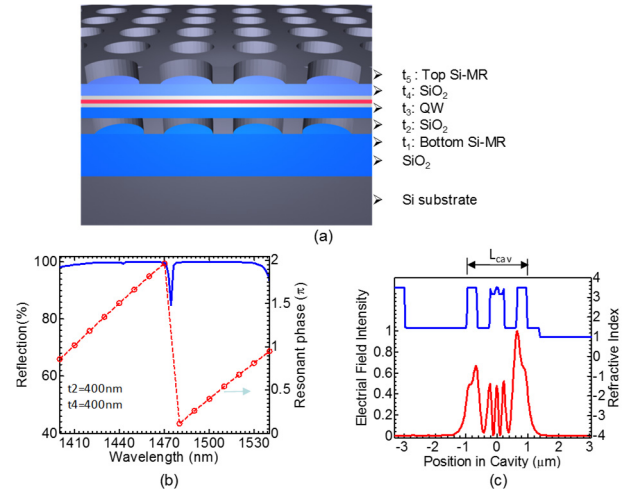 t₅: Top Si-MR
t₄: SiO₂
t₃: QW
t₂: SiO₂
t₁: Bottom Si-MR
SiO₂
Si substrate
(a)
100
80
60
40
Reflection(%)
2
1.5
1
0.5
0
Resonant phase (π)
t2=400nm
t4=400nm
1410
1440
1470
1500
1530
Wavelength (nm)
(b)
L_cav
1
0.8
0.6
0.4
0.2
0
Electrial Field Intensity
4
3
2
1
0
-1
-2
-3
-4
Refractive Index
-3
-2
-1
0
1
2
3
Position in Cavity (μm)
(c)